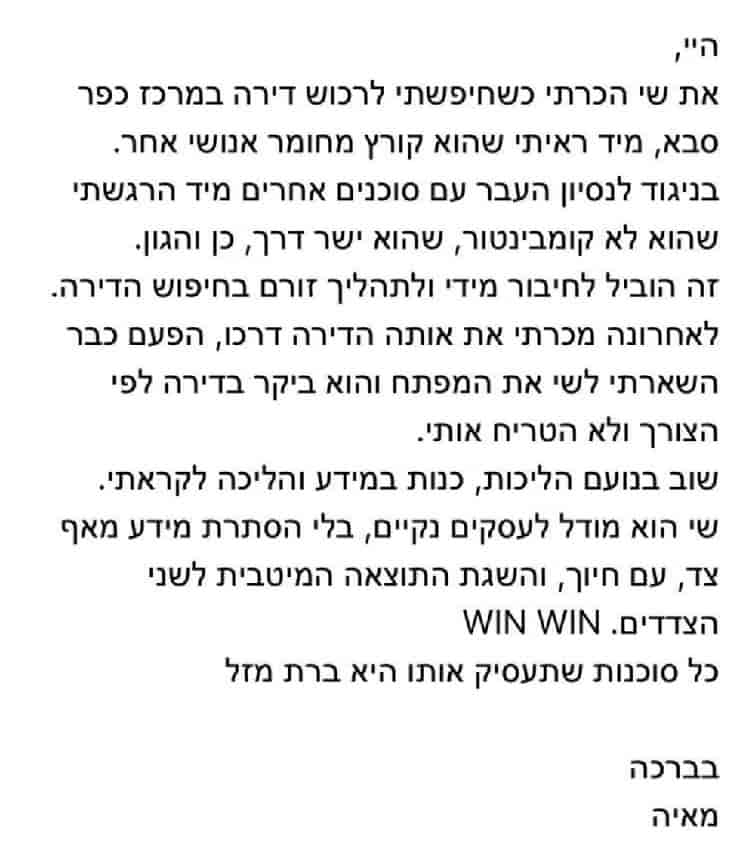 היי,
את שי הכרתי כשחיפשתי לרכוש דירה במרכז כפר
סבא, מיד ראיתי שהוא קורץ מחומר אנושי אחר.
בניגוד לנסיון העבר עם סוכנים אחרים מיד הרגשתי
שהוא לא קומבינטור, שהוא ישר דרך, כן והגון.
זה הוביל לחיבור מידי ולתהליך זורם בחיפוש הדירה.
לאחרונה מכרתי את אותה הדירה דרכו, הפעם כבר
השארתי לשי את המפתח והוא ביקר בדירה לפי
הצורך ולא הטריח אותי.
שוב בנועם הליכות, כנות במידע והליכה לקראתי.
שי הוא מודל לעסקים נקיים, בלי הסתרת מידע מאף
צד, עם חיוך, והשגת התוצאה המיטבית לשני
הצדדים. WIN WIN
כל סוכנות שתעסיק אותו היא ברת מזל
בברכה
מאיה